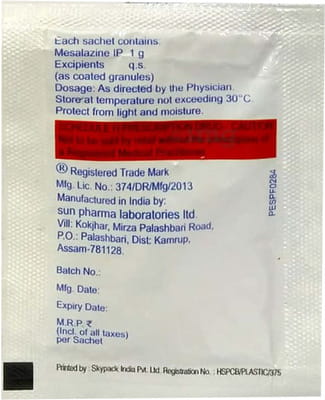 Each sachet contains:
Mesalazine IP 1 g
Excipients q.s.
(as coated granules)
Dosage: As directed by the Physician.
Store at temperature not exceeding 30°C.
Protect from light and moisture.
SCHEDULE H PRESCRIPTION DRUG - CAUTION
Not to be sold by retail without the prescription of
a Registered Medical Practitioner.
® Registered Trade Mark
Mfg. Lic. No.: 374/DR/Mfg/2013
Manufactured in India by:
sun pharma laboratories ltd.
Vill: Kokjhar, Mirza Palashbari Road,
P.O.: Palashbari, Dist: Kamrup,
Assam-781128.
Batch No.:
Mfg. Date:
Expiry Date:
M.R.P. ₹
(Incl. of all taxes)
per Sachet
PESPF0284
Printed by : Skypack India Pvt. Ltd. Registration No. : HSPCB/PLASTIC/375